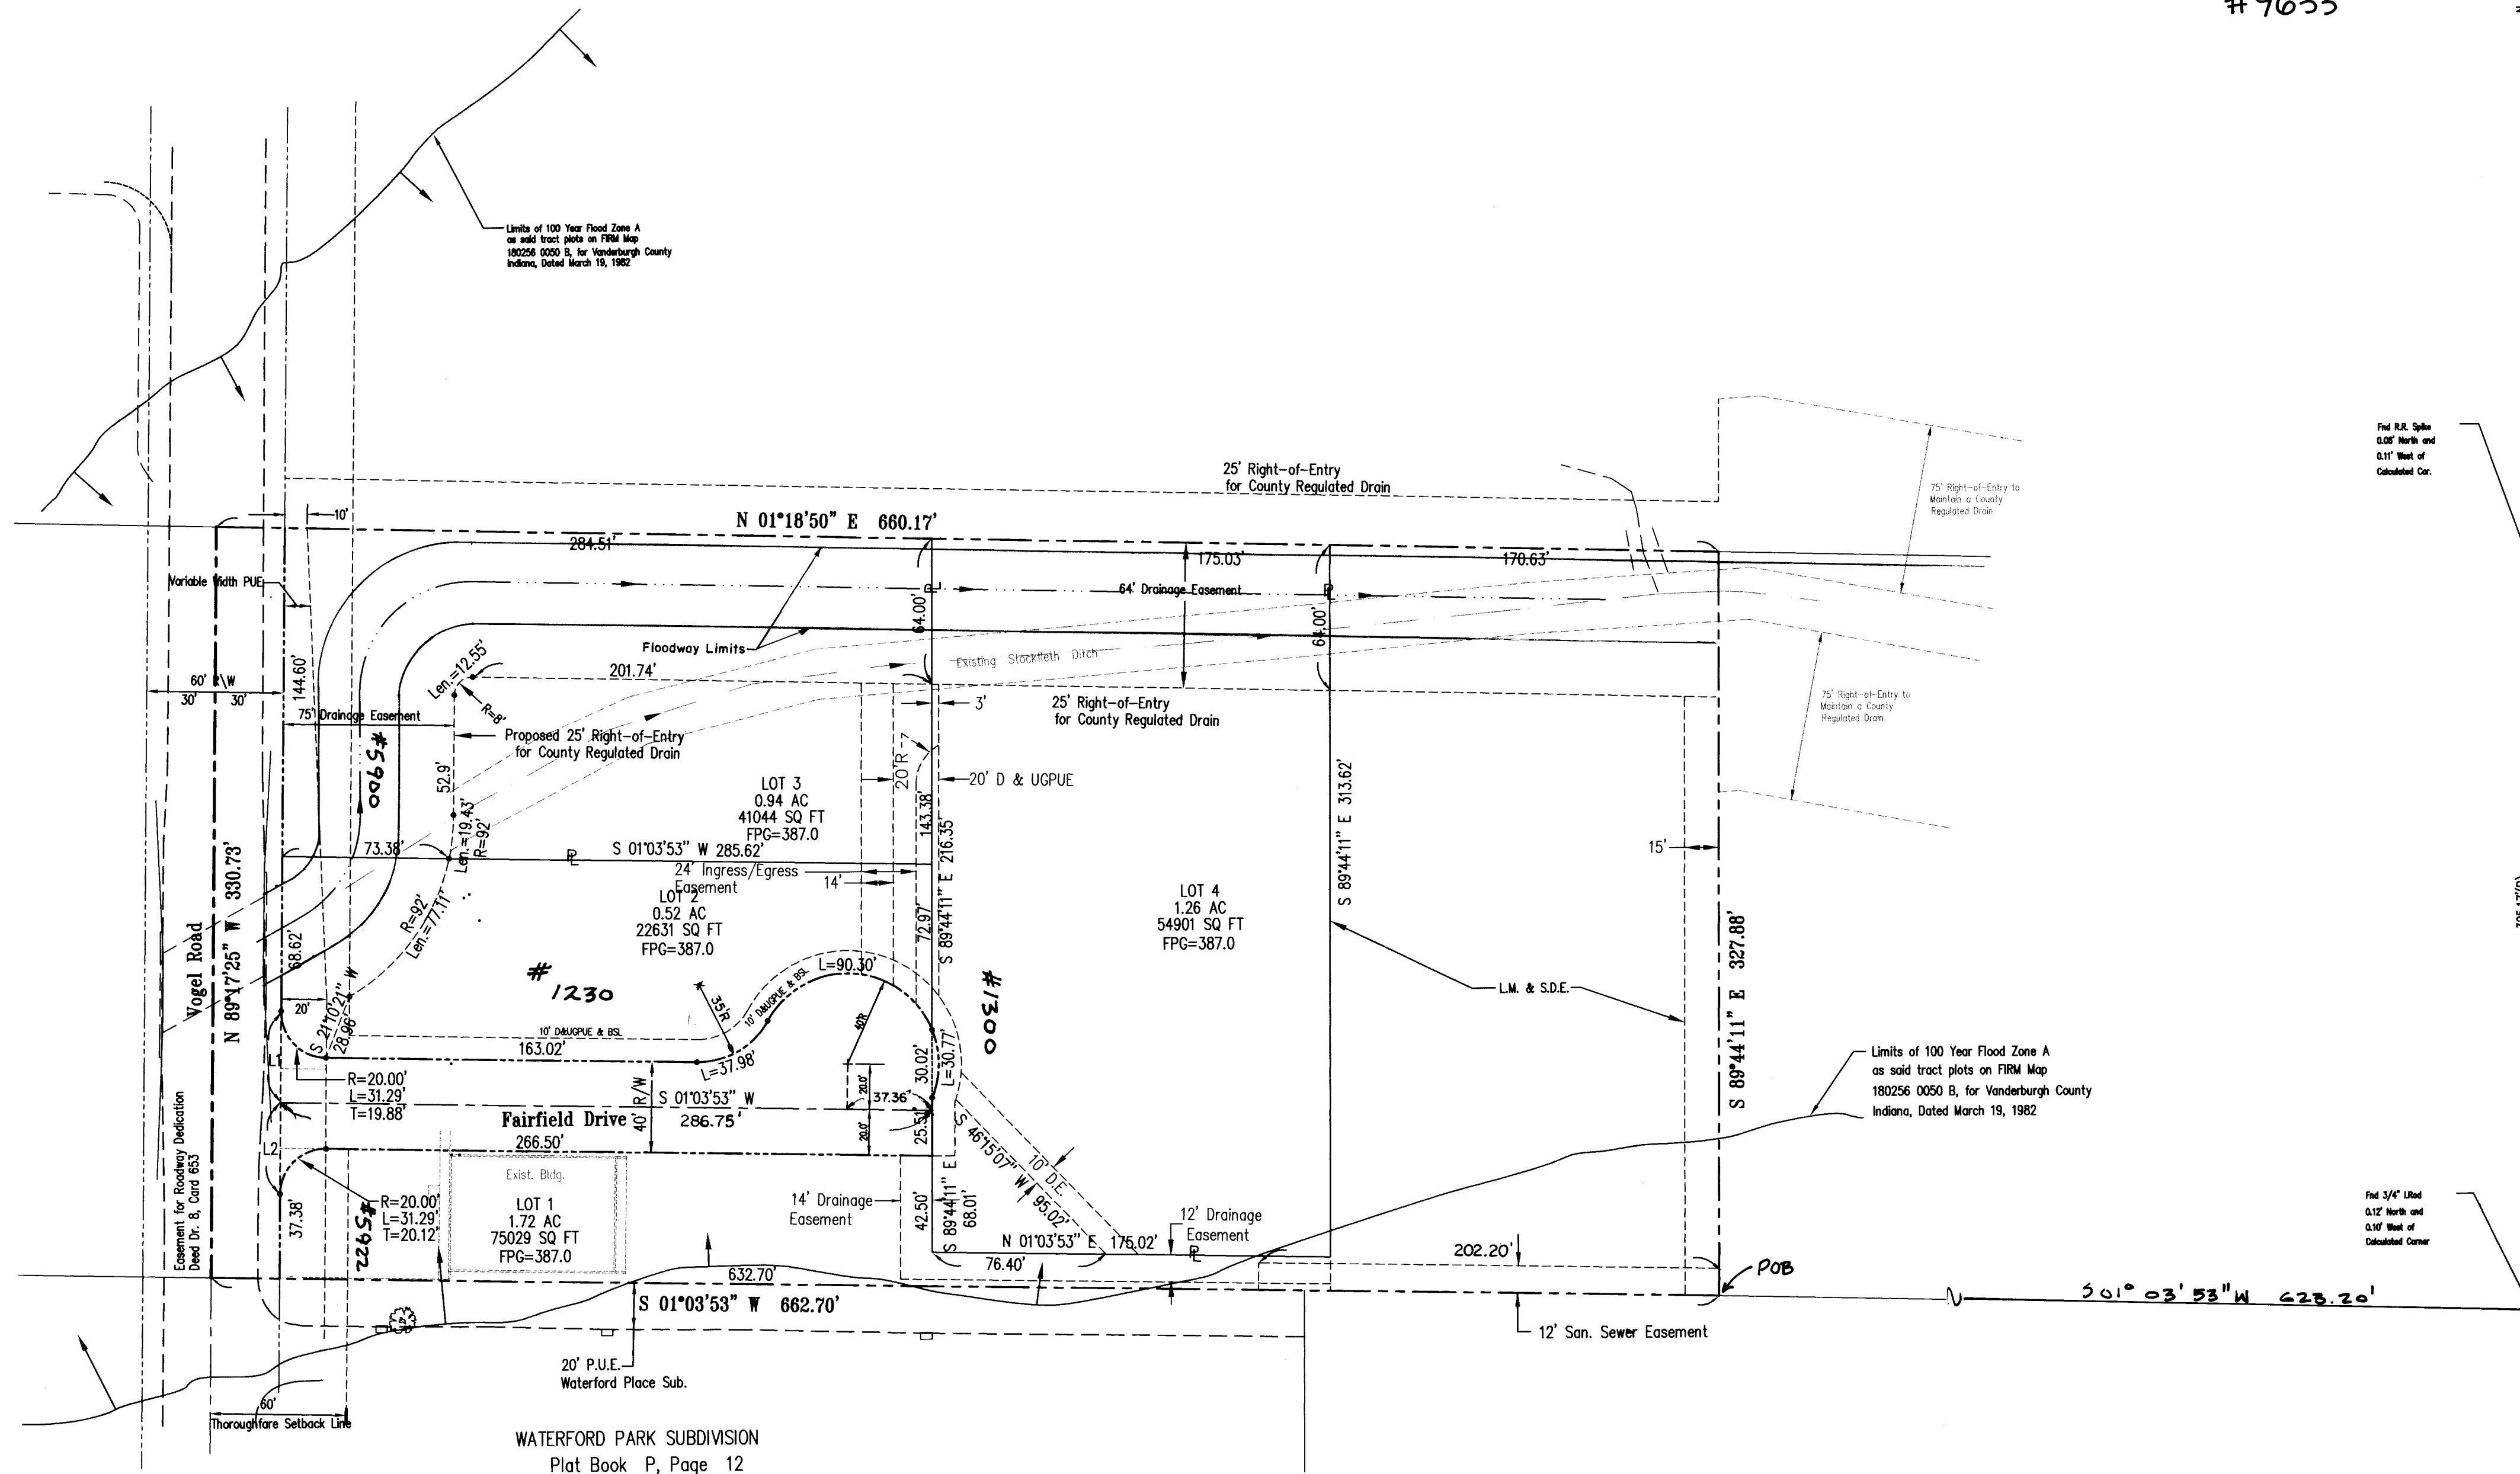 #9655
Limits of 100 Year Flood Zone A
as said tract plots on FIRM Map
180256 0050 B, for Vanderburgh County
Indiana, Dated March 19, 1982
Fnd R.R. Spike
0.08' North and
0.11' West of
Calculated Cor.
25' Right-of-Entry
for County Regulated Drain
75' Right-of-Entry to
Maintain a County
Regulated Drain
10'
N 01°18'50" E 660.17'
284.51'
175.03'
170.63'
Variable Width PUE
64' Drainage Easement
64.00'
64.00'
Floodway Limits
Existing Stockfleth Ditch
144.60'
Len.=12.55'
R=8'
201.74'
60' R\W
30' 30'
75' Drainage Easement
Proposed 25' Right-of-Entry
for County Regulated Drain
3'
25' Right-of-Entry
for County Regulated Drain
75' Right-of-Entry to
Maintain a County
Regulated Drain
#5900
52.9'
20'R
20' D & UGPUE
LOT 3
0.94 AC
41044 SQ FT
FPG=387.0
143.38'
S 89°44'11" E 216.35'
S 89°44'11" E 313.62'
Len.=19.43'
R=92'
73.38'
PL
S 01°03'53" W 285.62'
24' Ingress/Egress
Easement
14'
15'
LOT 2
0.52 AC
22631 SQ FT
FPG=387.0
72.97'
LOT 4
1.26 AC
54901 SQ FT
FPG=387.0
R=92'
Len.=77.11'
Vogel Road
N 89°17'25" W 330.73'
68.62'
S 89°44'11" E 327.88'
#
1230
L=90.30'
35'R
10' D&UGPUE & BSL
40'R
#1300
L.M. & S.D.E.
20'
S 21°10'21" W
28.96'
10' D&UGPUE & BSL
163.02'
L=37.98'
L1
R=20.00'
L=31.29'
T=19.88'
40' R/W
S 01°03'53" W
286.75'
Fairfield Drive
20.0'
20.0'
37.36'
30.02'
L=30.77'
25.51'
Limits of 100 Year Flood Zone A
as said tract plots on FIRM Map
180256 0050 B, for Vanderburgh County
Indiana, Dated March 19, 1982
L2
266.50'
S 46°15'07" W 95.02'
10' D.E.
Easement for Roadway Dedication
Deed Dr. 8, Card 653
37.38'
R=20.00'
L=31.29'
T=20.12'
#5922
Exist. Bldg.
LOT 1
1.72 AC
75029 SQ FT
FPG=387.0
14' Drainage
Easement
42.50'
S 89°44'11" E
68.01'
12' Drainage
Easement
N 01°03'53" E 175.02'
PL
76.40'
202.20'
Fnd 3/4" I.Rod
0.12' North and
0.10' West of
Calculated Corner
632.70'
S 01°03'53" W 662.70'
POB
S 01° 03' 53" W 623.20'
12' San. Sewer Easement
20' P.U.E.
Waterford Place Sub.
60'
Thoroughfare Setback Line
WATERFORD PARK SUBDIVISION
Plat Book P, Page 12